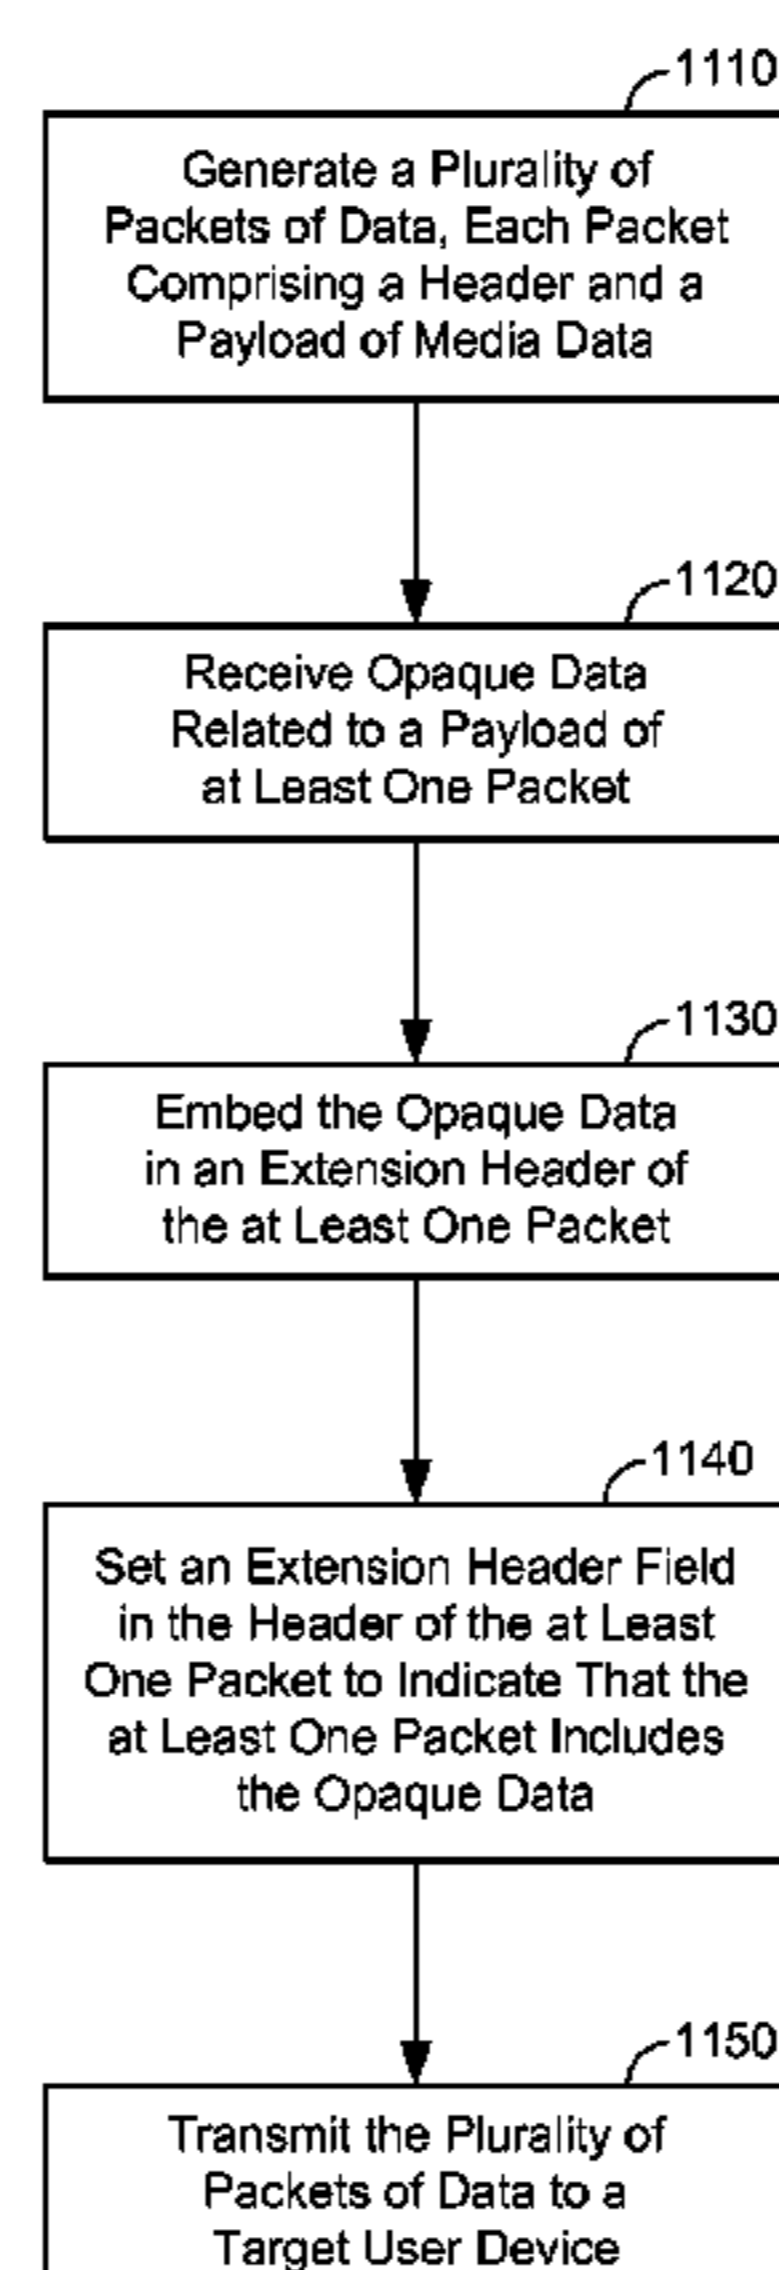 1110
Generate a Plurality of
Packets of Data, Each Packet
Comprising a Header and a
Payload of Media Data
1120
Receive Opaque Data
Related to a Payload of
at Least One Packet
1130
Embed the Opaque Data
in an Extension Header of
the at Least One Packet
1140
Set an Extension Header Field
in the Header of the at Least
One Packet to Indicate That the
at Least One Packet Includes
the Opaque Data
1150
Transmit the Plurality of
Packets of Data to a
Target User Device